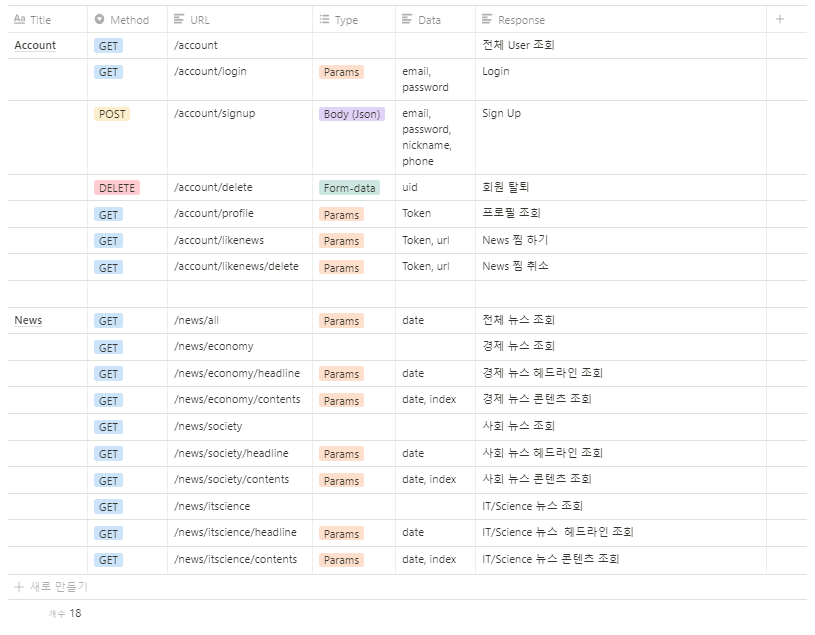 Aa Title Method URL Type Data Response
Account GET /account 전체 User 조회
GET /account/login Params email, Login
password
POST /account/signup Body (Json) email, Sign Up
password,
nickname,
phone
DELETE /account/delete Form-data uid 회원 탈퇴
GET /account/profile Params Token 프로필 조회
GET /account/likenews Params Token, url News 찜 하기
GET /account/likenews/delete Params Token, url News 찜 취소
News GET /news/all Params date 전체 뉴스 조회
GET /news/economy 경제 뉴스 조회
GET /news/economy/headline Params date 경제 뉴스 헤드라인 조회
GET /news/economy/contents Params date, index 경제 뉴스 콘텐츠 조회
GET /news/society 사회 뉴스 조회
GET /news/society/headline Params date 사회 뉴스 헤드라인 조회
GET /news/society/contents Params date, index 사회 뉴스 콘텐츠 조회
GET /news/itscience IT/Science 뉴스 조회
GET /news/itscience/headline Params date IT/Science 뉴스 헤드라인 조회
GET /news/itscience/contents Params date, index IT/Science 뉴스 콘텐츠 조회
+ 새로 만들기
개수 18